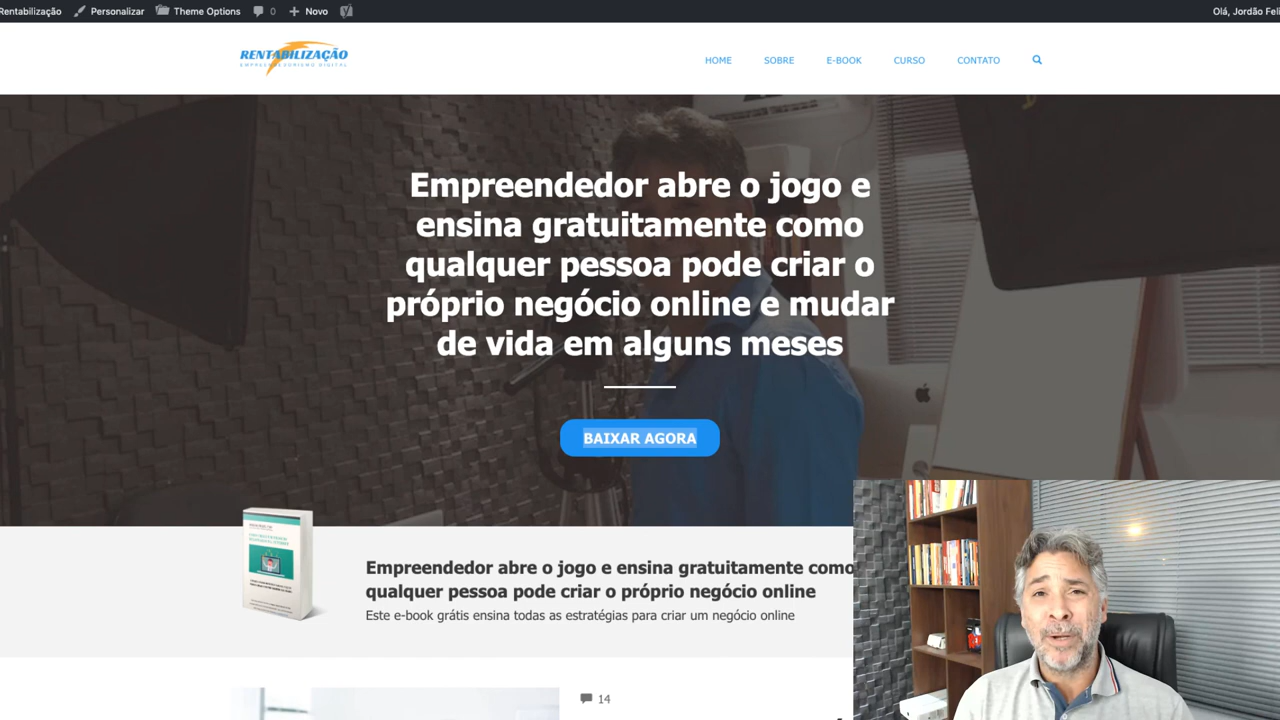 Rentabilização Personalizar Theme Options 0 Novo Olá, Jordão Feli
RENTABILIZAÇÃO
EMPREENDEDORISMO DIGITAL
HOME SOBRE E-BOOK CURSO CONTATO
Empreendedor abre o jogo e
ensina gratuitamente como
qualquer pessoa pode criar o
próprio negócio online e mudar
de vida em alguns meses
BAIXAR AGORA
Empreendedor abre o jogo e ensina gratuitamente como
qualquer pessoa pode criar o próprio negócio online
Este e-book grátis ensina todas as estratégias para criar um negócio online
14